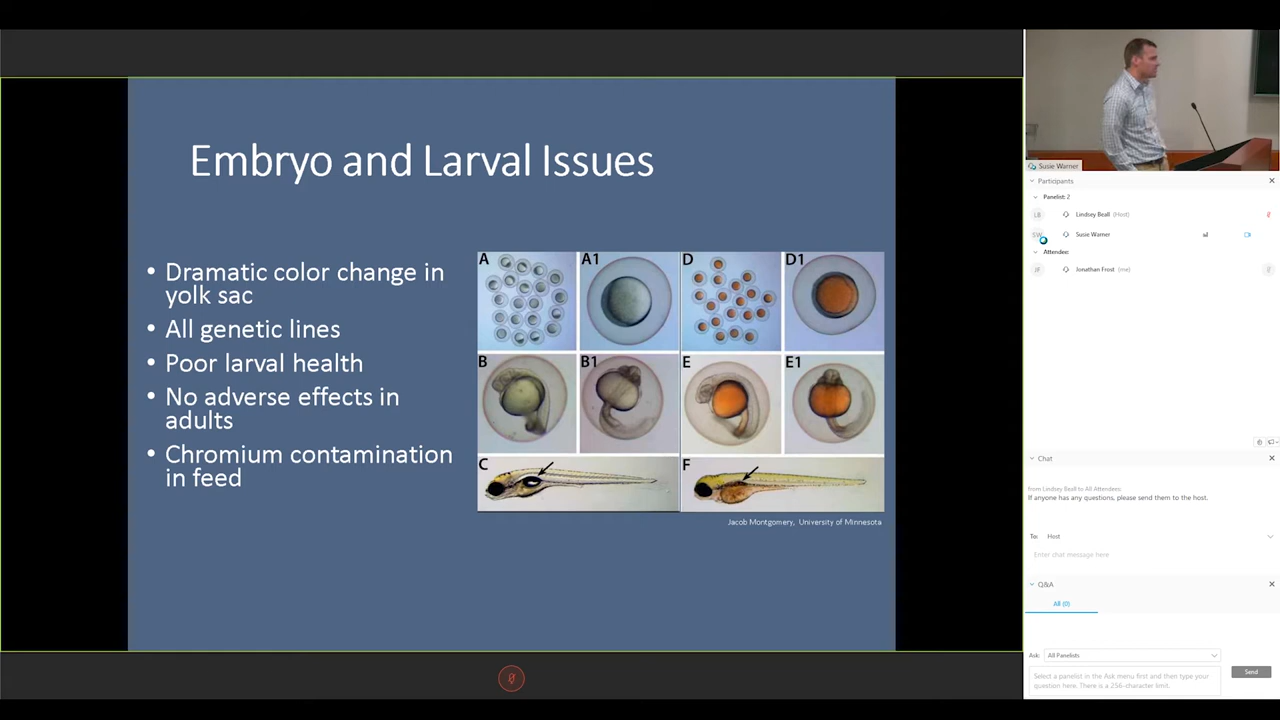 Embryo and Larval Issues
• Dramatic color change in
yolk sac
• All genetic lines
• Poor larval health
• No adverse effects in
adults
• Chromium contamination
in feed
A A1 D D1
B B1 E E1
C F
Jacob Montgomery, University of Minnesota
Susie Warner
Participants
Panelist: 2
LB Lindsey Beall (Host)
SW Susie Warner
Attendee:
JF Jonathan Frost (me)
Chat
from Lindsey Beall to All Attendees:
If anyone has any questions, please send them to the host.
To: Host
Enter chat message here
Q&A
All (0)
Ask: All Panelists
Select a panelist in the Ask menu first and then type your
question here. There is a 256-character limit.
Send